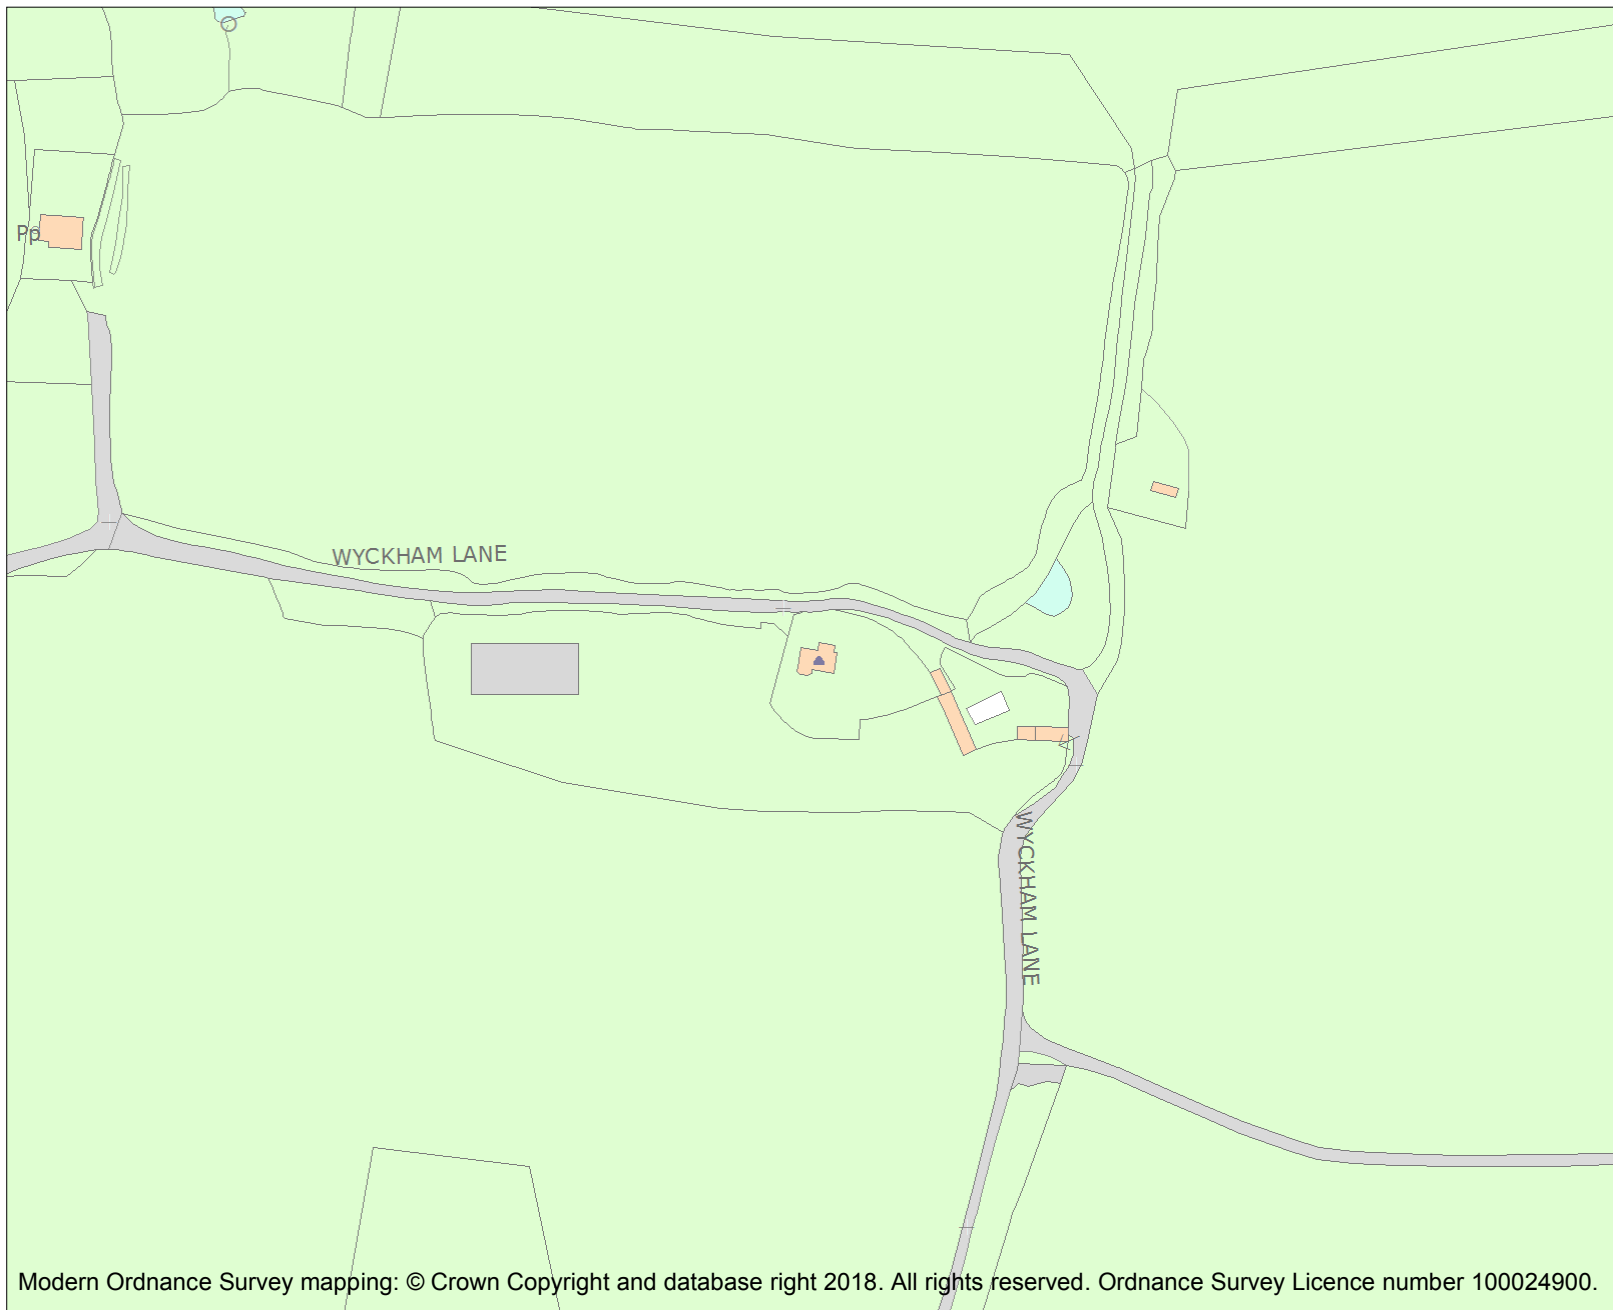 Pp
WYCKHAM LANE
WYCKHAM LANE
Modern Ordnance Survey mapping: © Crown Copyright and database right 2018. All rights reserved. Ordnance Survey Licence number 100024900.